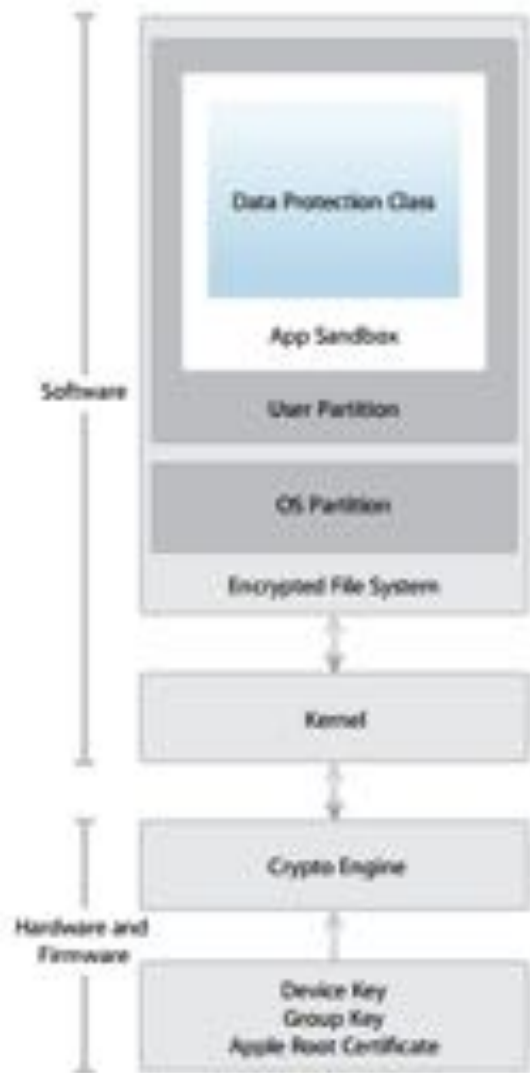 Data Protection Class
App Sandbox
User Partition
OS Partition
Encrypted File System
Software
Kernel
Crypto Engine
Hardware and
Firmware
Device Key
Group Key
Apple Root Certificate